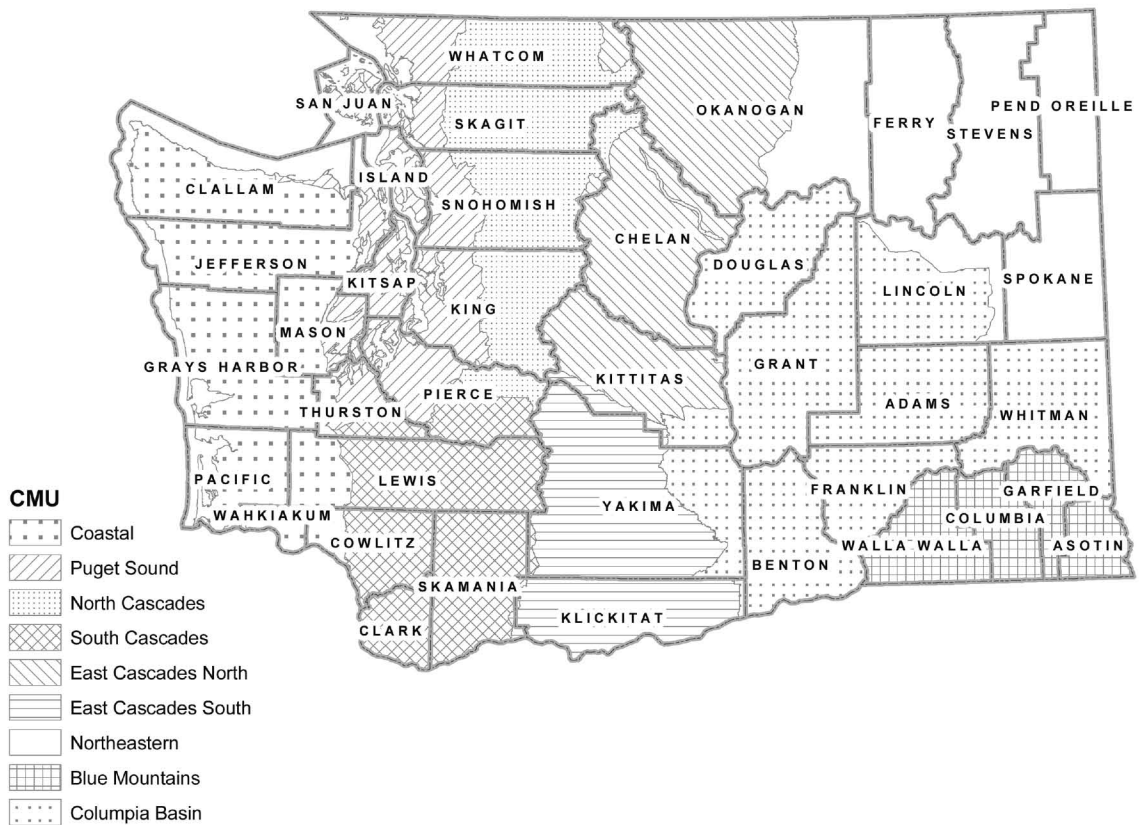 WHATCOM
SAN JUAN
SKAGIT
OKANOGAN
FERRY
STEVENS
PEND OREILLE
ISLAND
CLALLAM
SNOHOMISH
CHELAN
JEFFERSON
KITSAP
DOUGLAS
LINCOLN
SPOKANE
KING
MASON
GRAYS HARBOR
GRANT
KITTITAS
PIERCE
THURSTON
ADAMS
WHITMAN
PACIFIC
LEWIS
FRANKLIN
GARFIELD
YAKIMA
WAHKIAKUM
COLUMBIA
COWLITZ
WALLA WALLA
ASOTIN
BENTON
SKAMANIA
KLICKITAT
CLARK
CMU
Coastal
Puget Sound
North Cascades
South Cascades
East Cascades North
East Cascades South
Northeastern
Blue Mountains
Columpia Basin